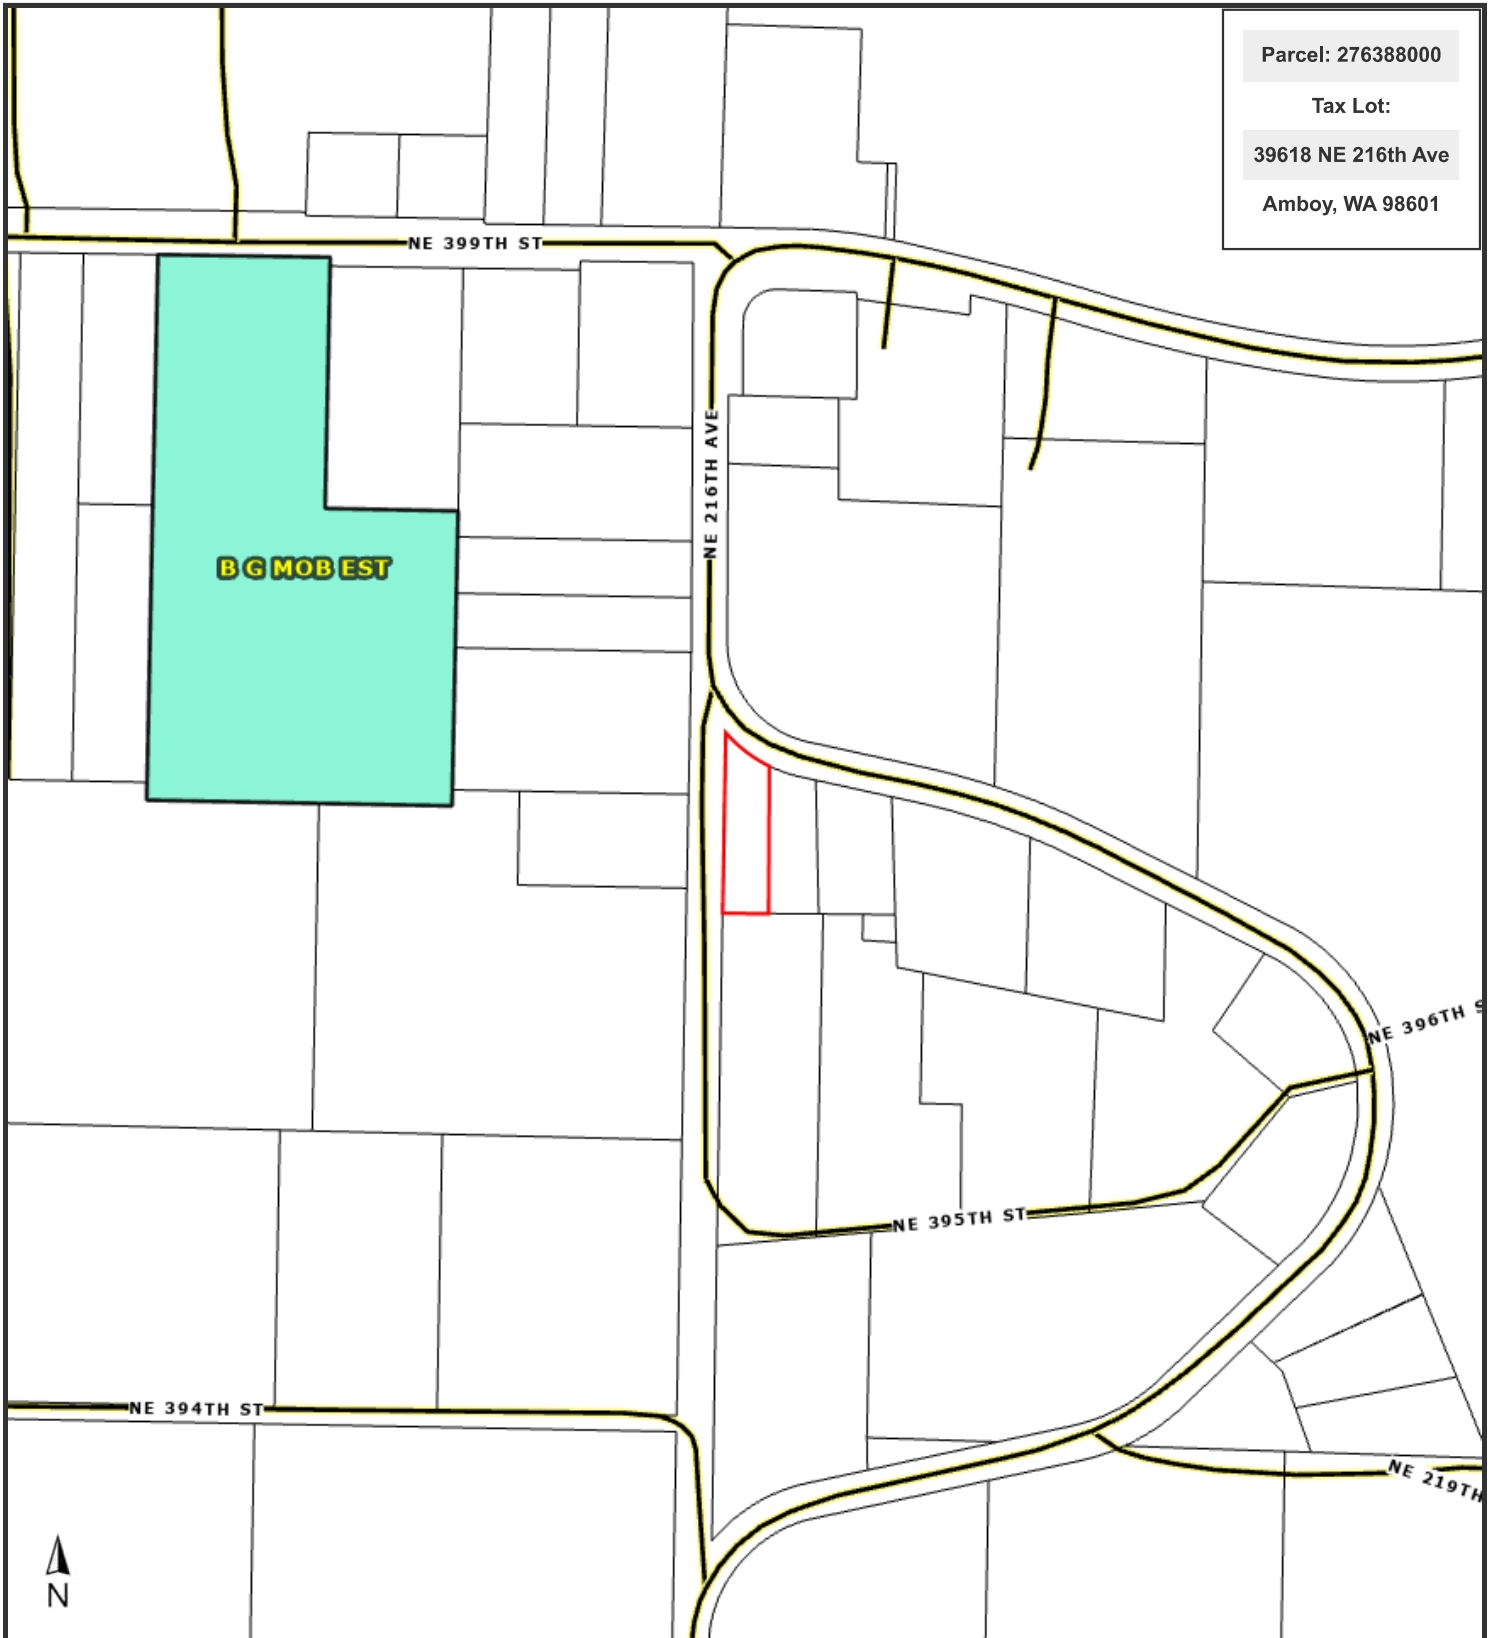 Parcel: 276388000
Tax Lot:
39618 NE 216th Ave
Amboy, WA 98601
NE 399TH ST
NE 216TH AVE
B G MOB EST
NE 396TH S
NE 395TH ST
NE 394TH ST
NE 219TH
N